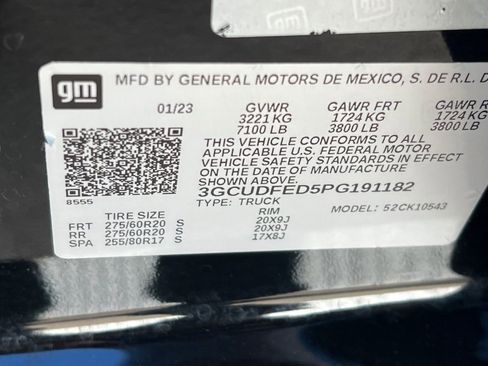 gm
gm
MFD BY GENERAL MOTORS DE MEXICO, S. DE R.L. D
01/23 GVWR GAWR FRT GAWR R
3221 KG 1724 KG 1724 KG
7100 LB 3800 LB 3800 LB
THIS VEHICLE CONFORMS TO ALL
APPLICABLE U.S. FEDERAL MOTOR
VEHICLE SAFETY STANDARDS IN
EFFECT ON THE DATE OF MANUFACTURE
SHOWN ABOVE.
3GCUDFED5PG191182
8555 TYPE: TRUCK MODEL: 52CK10543
TIRE SIZE RIM
FRT 275/60R20 S 20X9J
RR 275/60R20 S 20X9J
SPA 255/80R17 S 17X8J